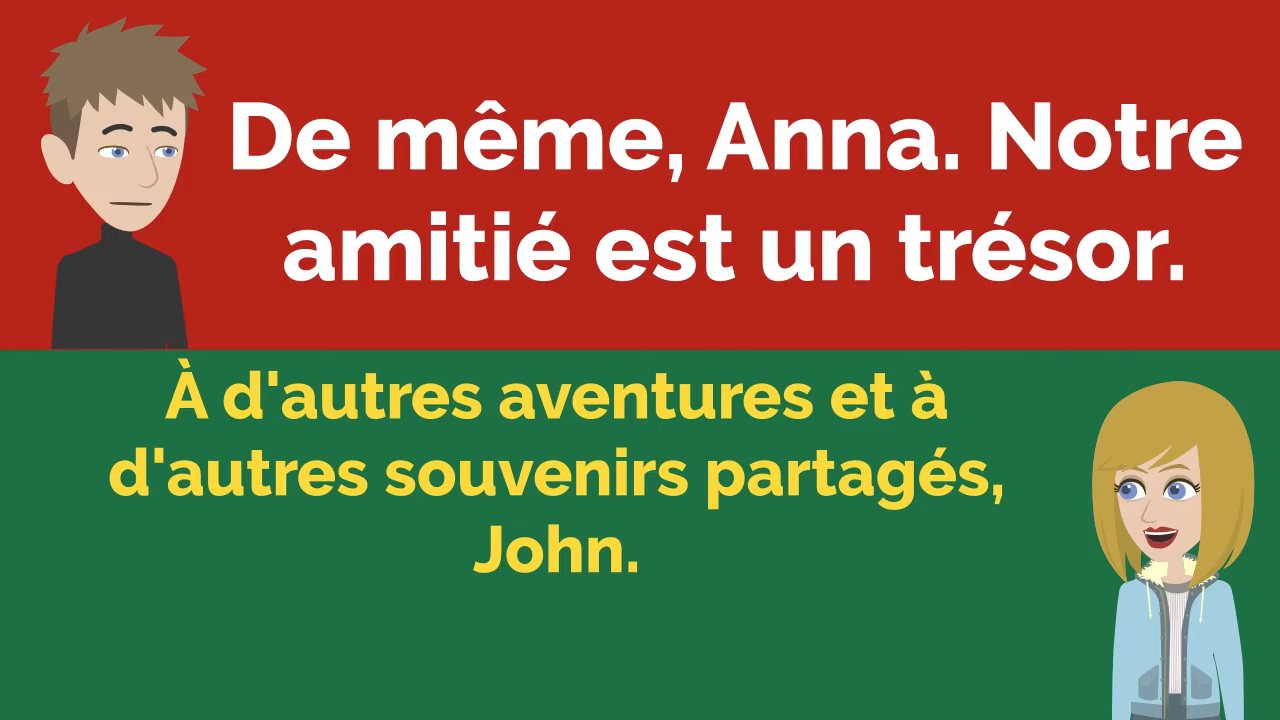 De même, Anna. Notre
amitié est un trésor.
À d'autres aventures et à
d'autres souvenirs partagés,
John.